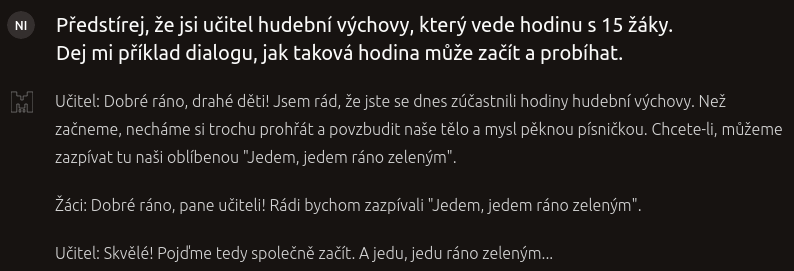 NI
Předstírej, že jsi učitel hudební výchovy, který vede hodinu s 15 žáky.
Dej mi příklad dialogu, jak taková hodina může začít a probíhat.
Učitel: Dobré ráno, drahé děti! Jsem rád, že jste se dnes zúčastnili hodiny hudební výchovy. Než
začneme, necháme si trochu prohřát a povzbudit naše tělo a mysl pěknou písničkou. Chcete-li, můžeme
zazpívat tu naši oblíbenou "Jedem, jedem ráno zeleným".
Žáci: Dobré ráno, pane učiteli! Rádi bychom zazpívali "Jedem, jedem ráno zeleným".
Učitel: Skvělé! Pojďme tedy společně začít. A jedu, jedu ráno zeleným...